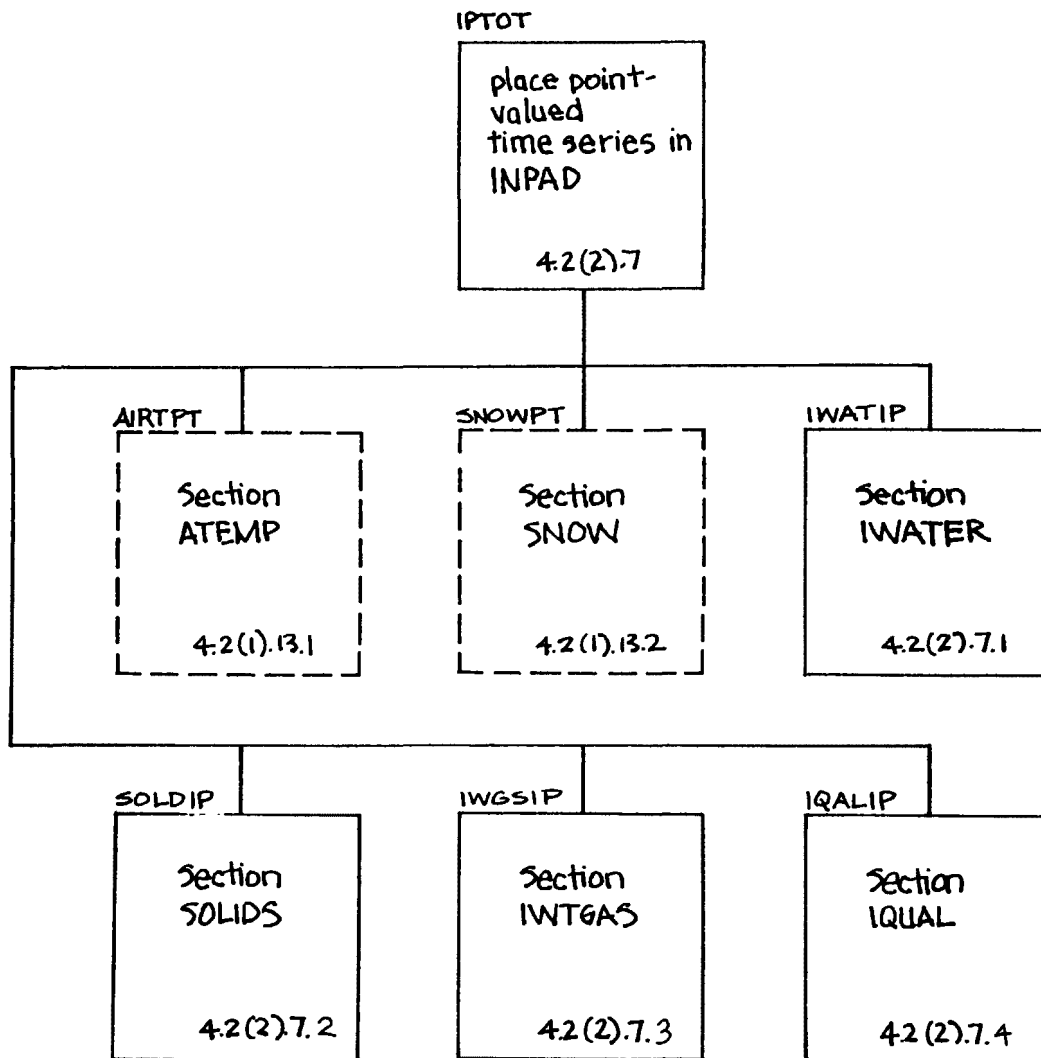 IPTOT
place point-
valued
time series in
INPAD
4.2(2).7
AIRTPT
Section
ATEMP
4.2(1).13.1
SNOWPT
Section
SNOW
4.2(1).13.2
IWATIP
Section
IWATER
4.2(2).7.1
SOLDIP
Section
SOLIDS
4.2(2).7.2
IWGSIP
Section
IWTGAS
4.2(2).7.3
IQALIP
Section
IQUAL
4.2(2).7.4